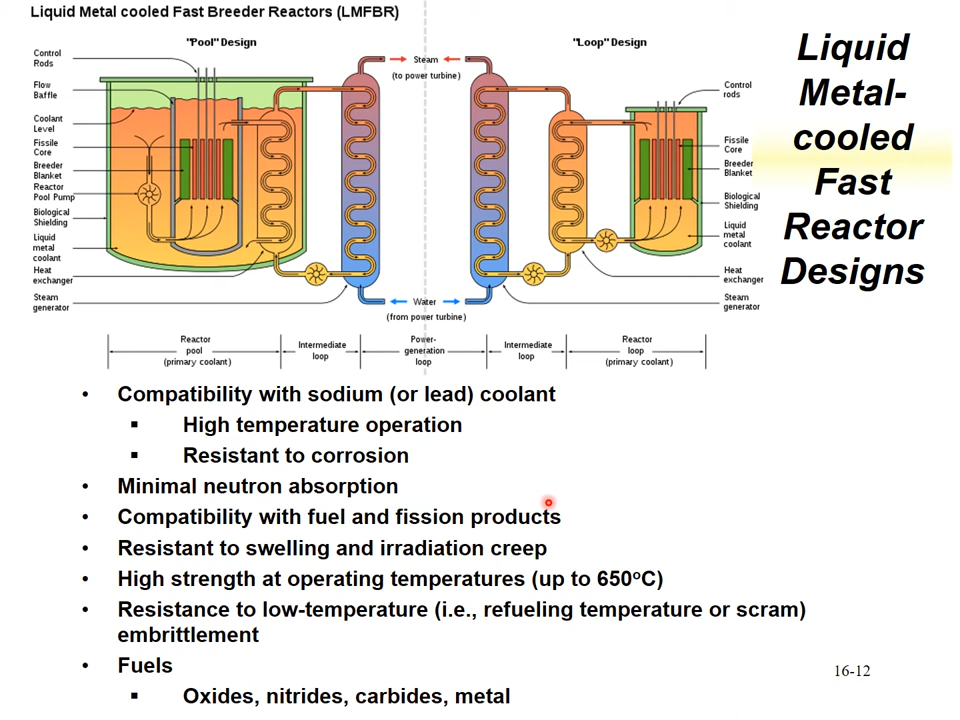 Liquid Metal cooled Fast Breeder Reactors (LMFBR)
"Pool" Design
"Loop" Design
Liquid
Metal-
cooled
Fast
Reactor
Designs
Control
Rods
Flow
Baffle
Coolant
Level
Fissile
Core
Breeder
Blanket
Reactor
Pool Pump
Biological
Shielding
Liquid
metal
coolant
Heat
exchanger
Steam
generator
Steam
(to power turbine)
Water
(from power turbine)
Control
rods
Fissile
Core
Breeder
Blanket
Biological
Shielding
Liquid
metal
coolant
Heat
exchanger
Steam
generator
Reactor
pool
(primary coolant)
Intermediate
loop
Power-
generation
loop
Intermediate
loop
Reactor
loop
(primary coolant)
• Compatibility with sodium (or lead) coolant
▪ High temperature operation
▪ Resistant to corrosion
• Minimal neutron absorption
• Compatibility with fuel and fission products
• Resistant to swelling and irradiation creep
• High strength at operating temperatures (up to 650ºC)
• Resistance to low-temperature (i.e., refueling temperature or scram)
embrittlement
• Fuels
▪ Oxides, nitrides, carbides, metal
16-12